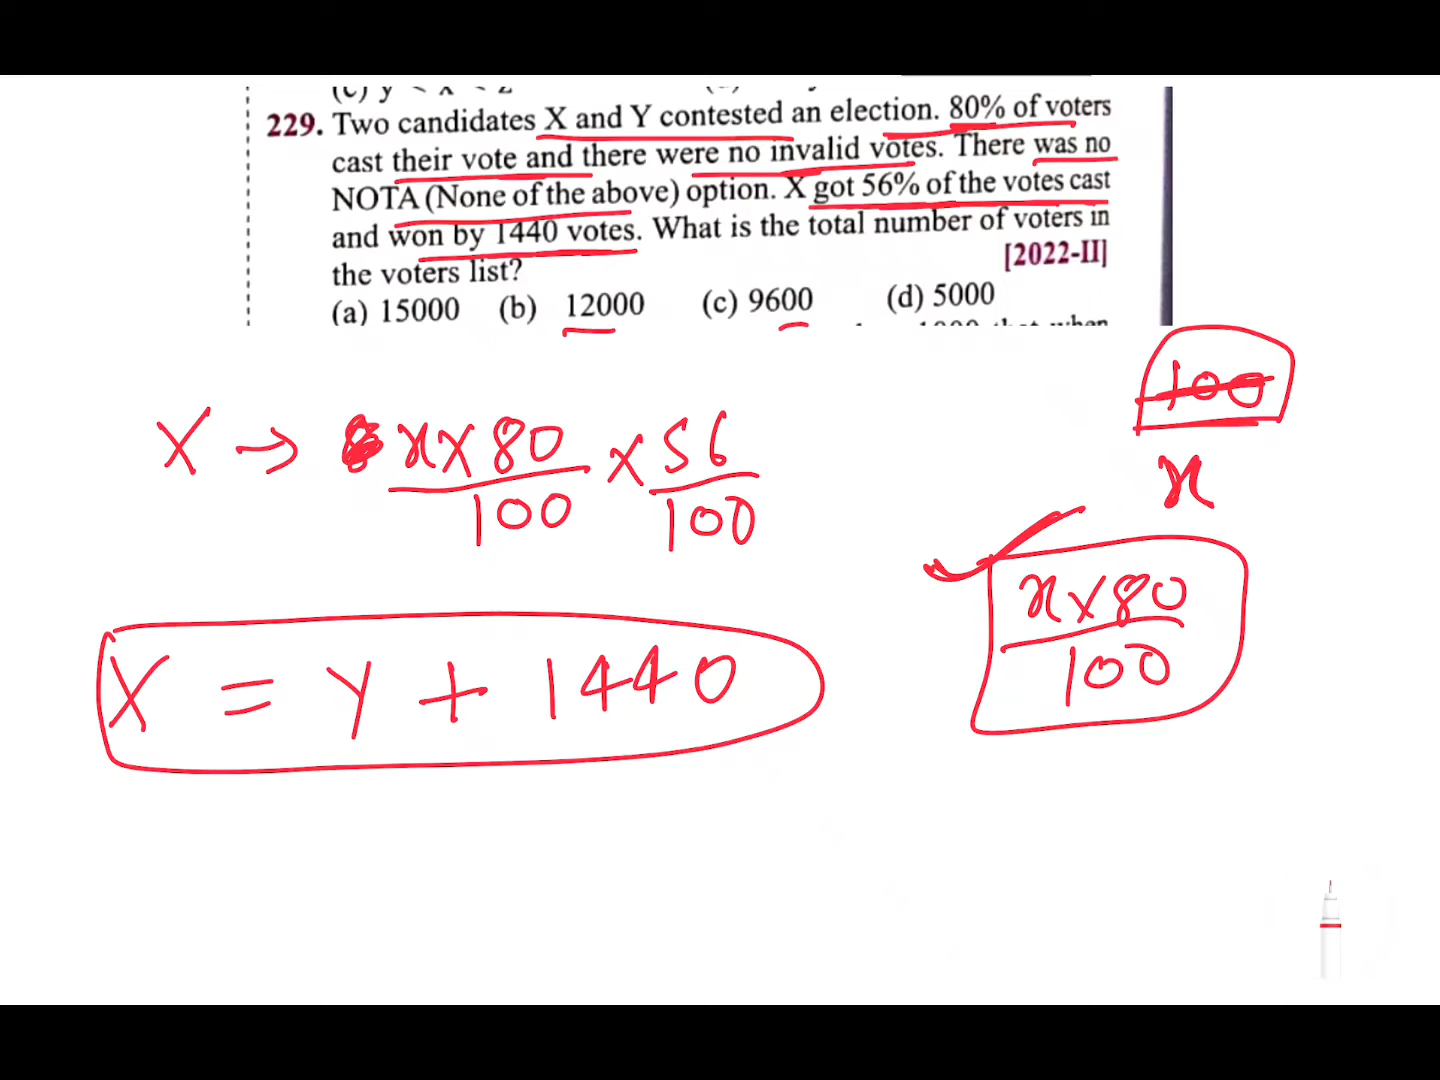 229. Two candidates X and Y contested an election. 80% of voters
cast their vote and there were no invalid votes. There was no
NOTA (None of the above) option. X got 56% of the votes cast
and won by 1440 votes. What is the total number of voters in
the voters list? [2022-II]
(a) 15000 (b) 12000 (c) 9600 (d) 5000
100
x
X → x × 80 / 100 × 56 / 100
x × 80 / 100
X = Y + 1440